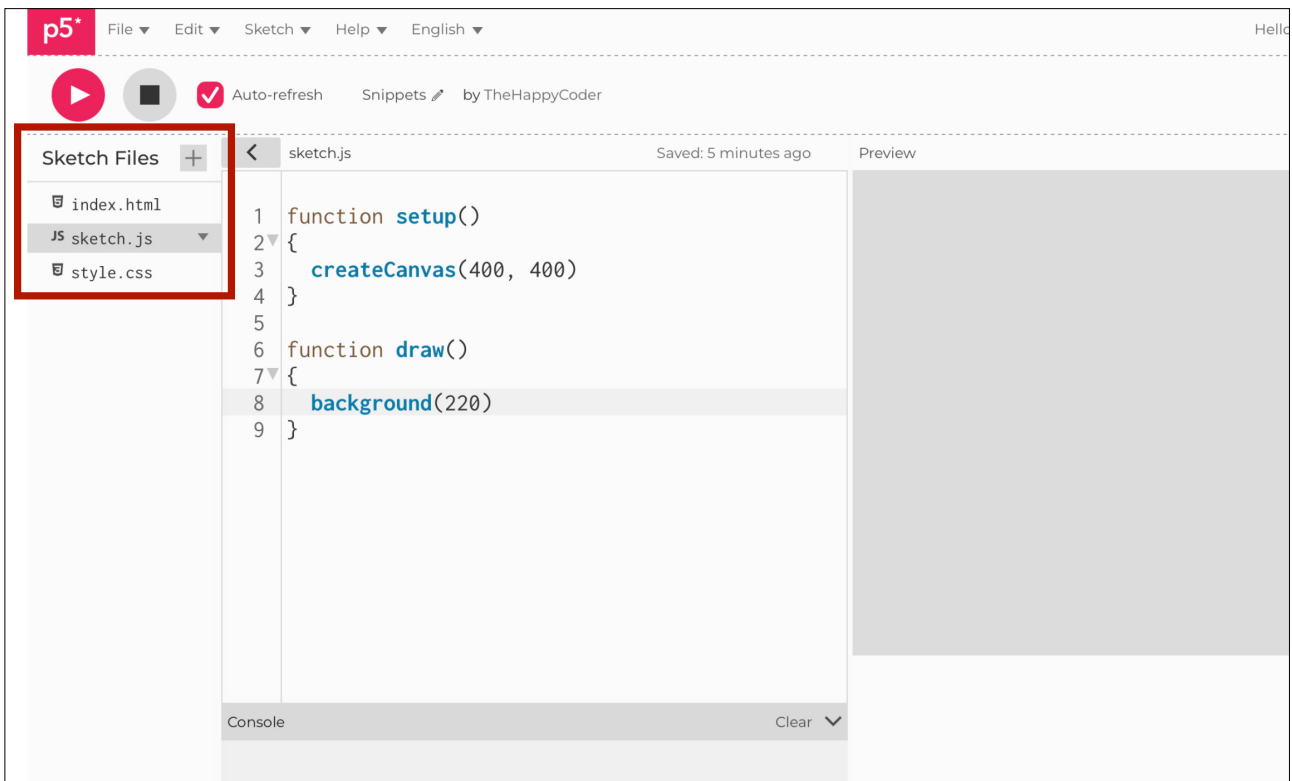 p5* File Edit Sketch Help English Hello
Auto-refresh Snippets by TheHappyCoder
Sketch Files + sketch.js Saved: 5 minutes ago Preview
index.html
JS sketch.js
style.css
1 function setup()
2 {
3 createCanvas(400, 400)
4 }
5
6 function draw()
7 {
8 background(220)
9 }
Console Clear